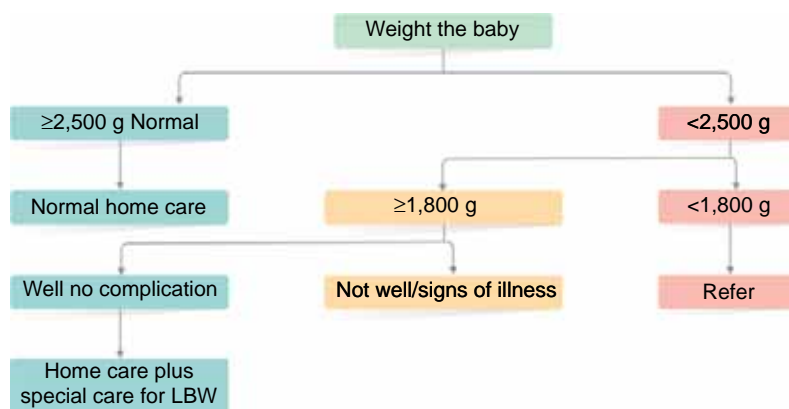 Weight the baby
≥2,500 g Normal
<2,500 g
Normal home care
≥1,800 g
<1,800 g
Well no complication
Not well/signs of illness
Refer
Home care plus
special care for LBW